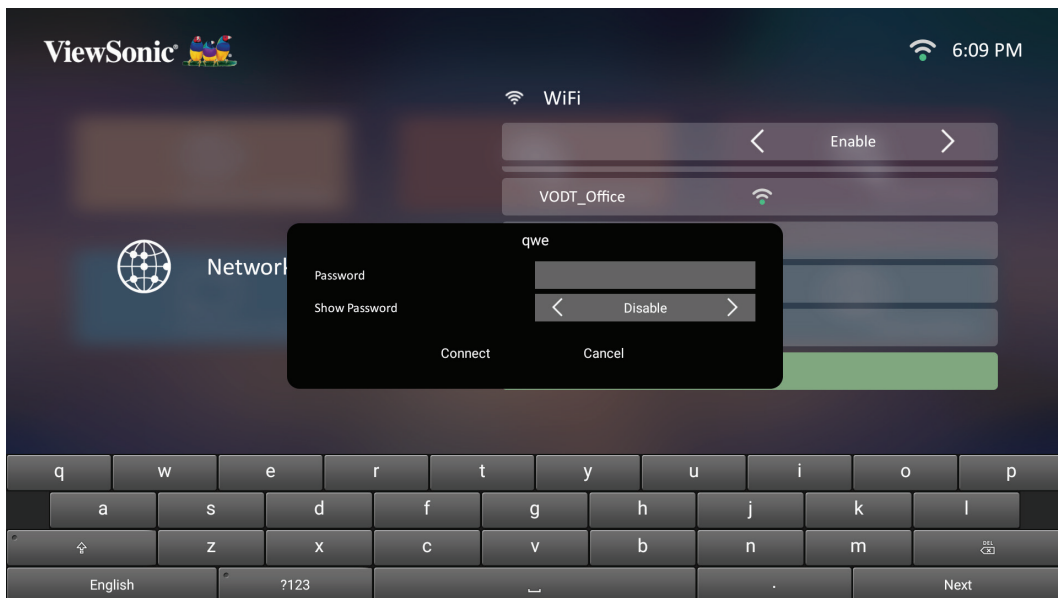 ViewSonic®
6:09 PM
WiFi
Enable
VODT_Office
Network
qwe
Password
Show Password
Disable
Connect Cancel
q w e r t y u i o p
a s d f g h j k l
z x c v b n m DEL
English ?123 . Next